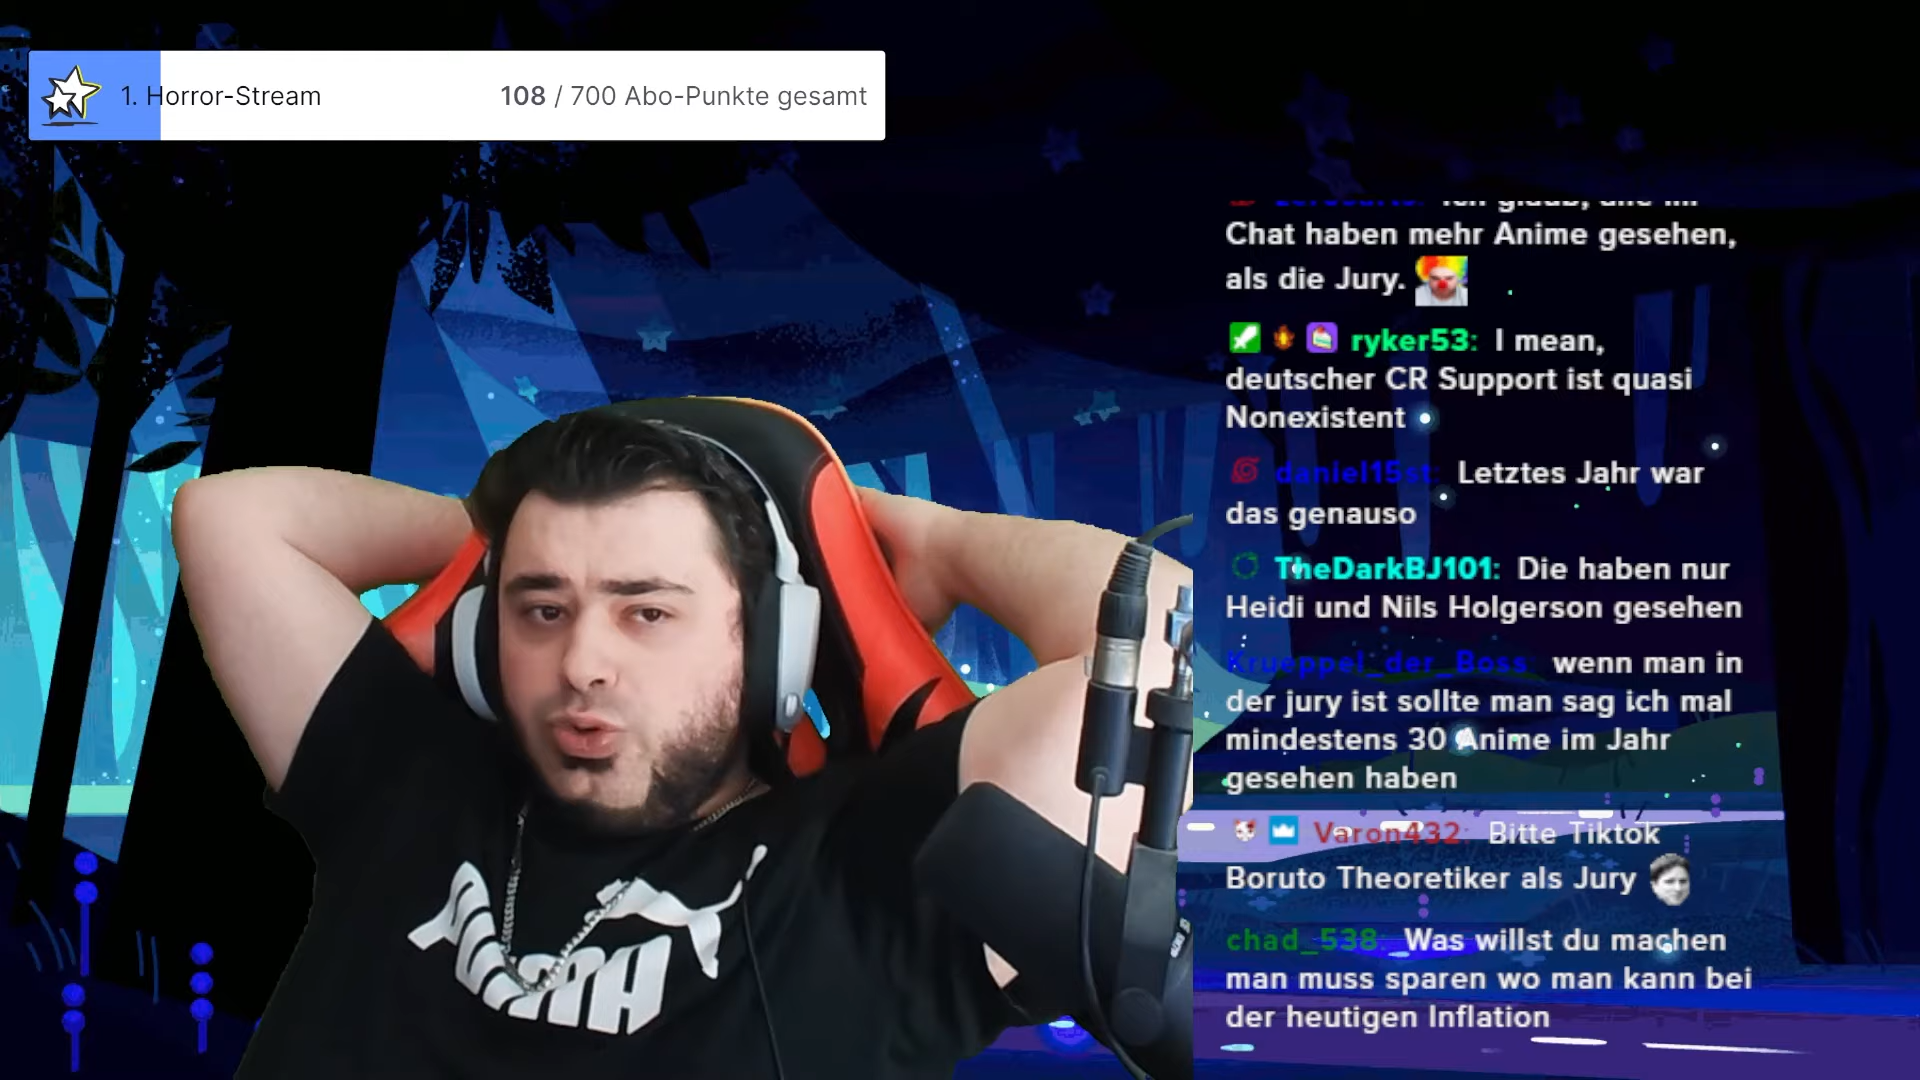 1. Horror-Stream
108 / 700 Abo-Punkte gesamt
Chat haben mehr Anime gesehen,
als die Jury.
ryker53: I mean,
deutscher CR Support ist quasi
Nonexistent
daniel15st: Letztes Jahr war
das genauso
TheDarkBJ101: Die haben nur
Heidi und Nils Holgerson gesehen
Krueppel_der_Boss: wenn man in
der jury ist sollte man sag ich mal
mindestens 30 Anime im Jahr
gesehen haben
Varon432: Bitte Tiktok
Boruto Theoretiker als Jury
chad_538: Was willst du machen
man muss sparen wo man kann bei
der heutigen Inflation
PUMA